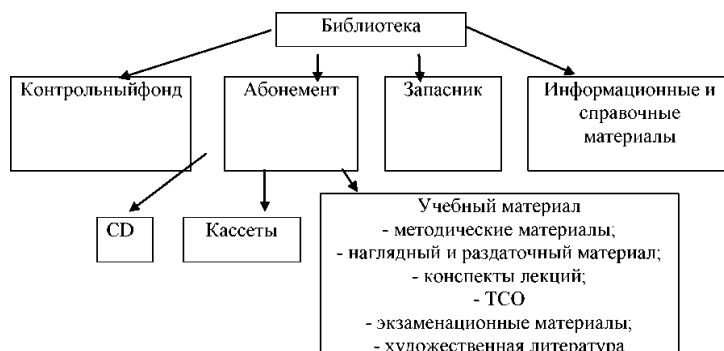 Библиотека
Контрольныйфонд
Абонемент
Запасник
Информационные и
справочные
материалы
CD
Кассеты
Учебный материал
- методические материалы;
- наглядный и раздаточный материал;
- конспекты лекций;
- ТСО
- экзаменационные материалы;
- художественная литература